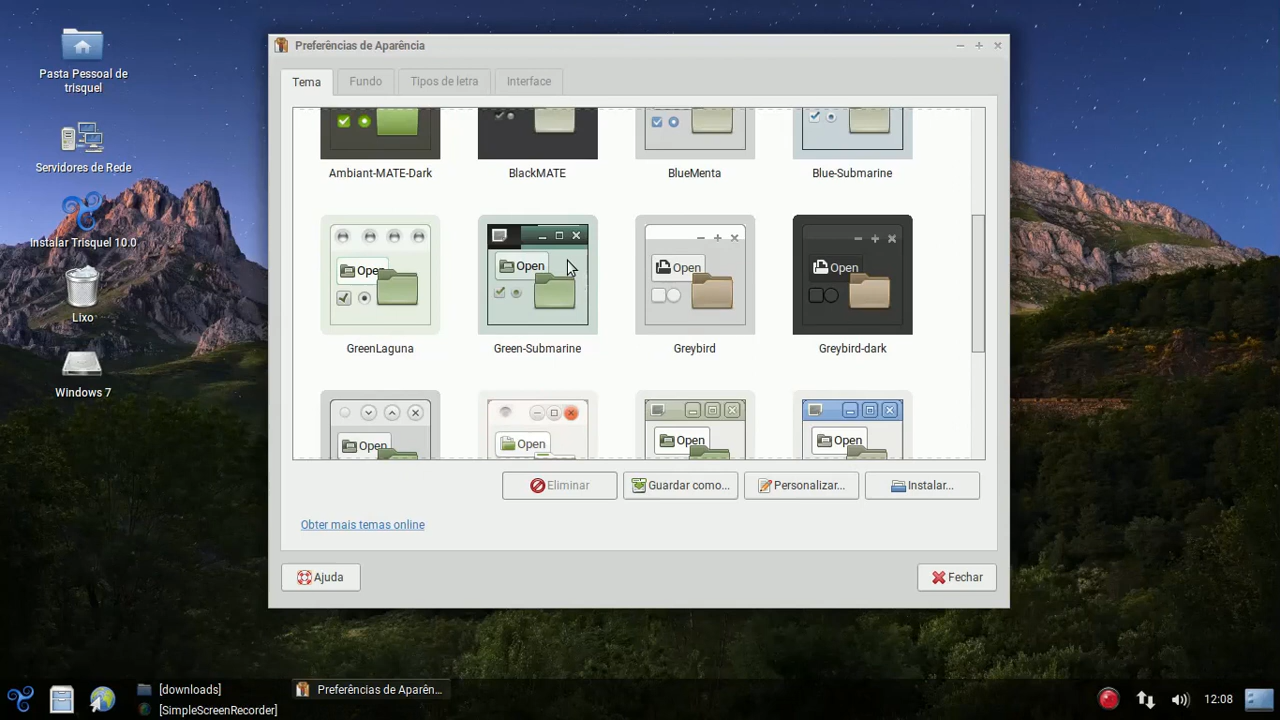 Preferências de Aparência
Pasta Pessoal de
trisquel
Servidores de Rede
Instalar Trisquel 10.0
Lixo
Windows 7
Tema
Fundo
Tipos de letra
Interface
Ambiant-MATE-Dark
BlackMATE
BlueMenta
Blue-Submarine
Open
Open
Open
Open
GreenLaguna
Green-Submarine
Greybird
Greybird-dark
Open
Open
Open
Open
Eliminar
Guardar como...
Personalizar...
Instalar...
Obter mais temas online
Ajuda
Fechar
[downloads]
[SimpleScreenRecorder]
Preferências de Aparên...
12:08